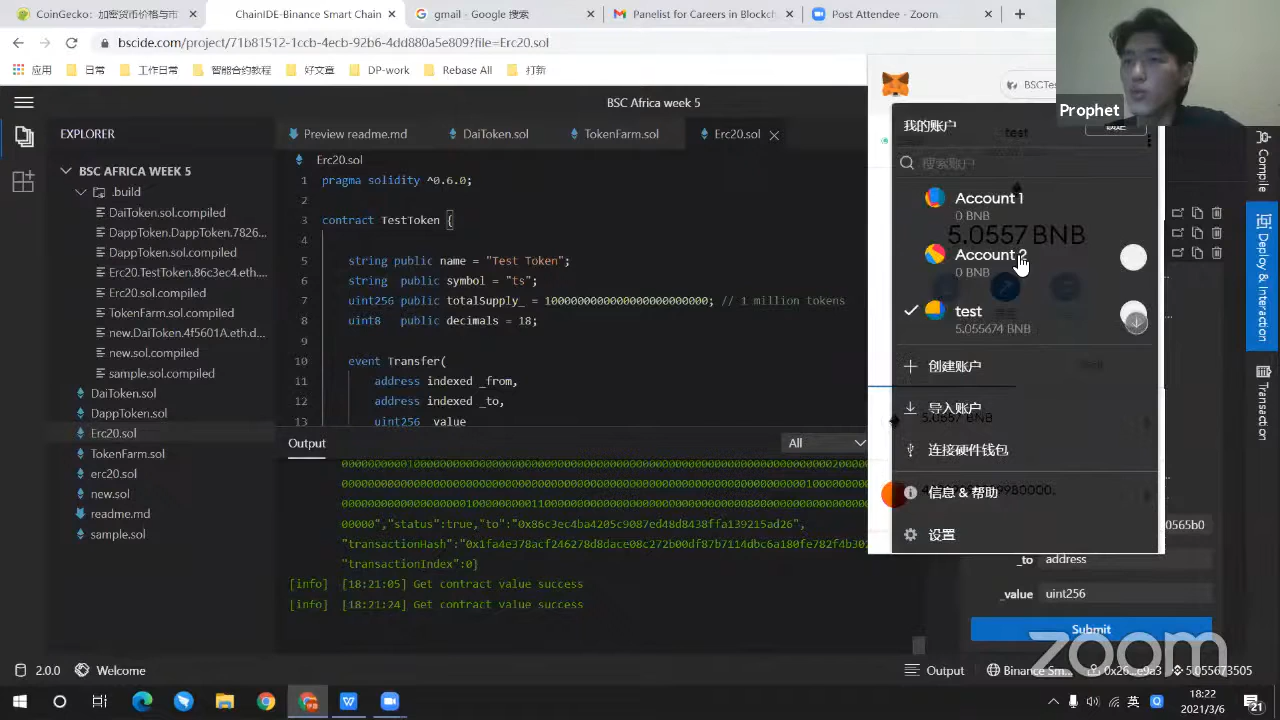 CoinGecko: 加密货币价格与市
ChainIDE-Binance Smart Chain
gmail - Google 搜索
Panelist for Careers in Blockch
Post Attendee - Zoom
bscide.com/project/71b81512-1ccb-4ecb-92b6-4dd880a5e809?file=Erc20.sol
应用
日常
工作日常
智能合约教程
好文章
DP-work
Rebase All
打新
BSCTe
Prophet
BSC Africa week 5
EXPLORER
Preview readme.md
DaiToken.sol
TokenFarm.sol
Erc20.sol
BSC AFRICA WEEK 5
.build
DaiToken.sol.compiled
DappToken.DappToken.7826...
DappToken.sol.compiled
Erc20.TestToken.86c3ec4.eth...
Erc20.sol.compiled
TokenFarm.sol.compiled
new.DaiToken.4f5601A.eth.d...
new.sol.compiled
sample.sol.compiled
DaiToken.sol
DappToken.sol
Erc20.sol
TokenFarm.sol
erc20.sol
new.sol
readme.md
sample.sol
Erc20.sol
1 pragma solidity ^0.6.0;
2
3 contract TestToken {
4
5 string public name = "Test Token";
6 string public symbol = "ts";
7 uint256 public totalSupply_ = 1000000000000000000000000; // 1 million tokens
8 uint8 public decimals = 18;
9
10 event Transfer(
11 address indexed _from,
12 address indexed _to,
13 uint256 _value
Output
All
00000","status":true,"to":"0x86c3ec4ba4205c9087ed48d8438ffa139215ad26",
"transactionHash":"0x1fa4e378acf246278d8dace08c272b00df87b7114dbc6a180fe782f4b302
"transactionIndex":0}
[info] [18:21:05] Get contract value success
[info] [18:21:24] Get contract value success
我的账户
test
搜索账户
Account 1
0 BNB
5.0557 BNB
Account 2
0 BNB
test
5.055674 BNB
创建账户
导入账户
5.0557 BNB
连接硬件钱包
信息 & 帮助
设置
Compile
Deploy & Interaction
Transaction
0565b0
_to address
_value uint256
Submit
zoom
2.0.0
Welcome
Output
Binance Sm...
0x26...e9a3
5.055673505
英
18:22
2021/3/6
21